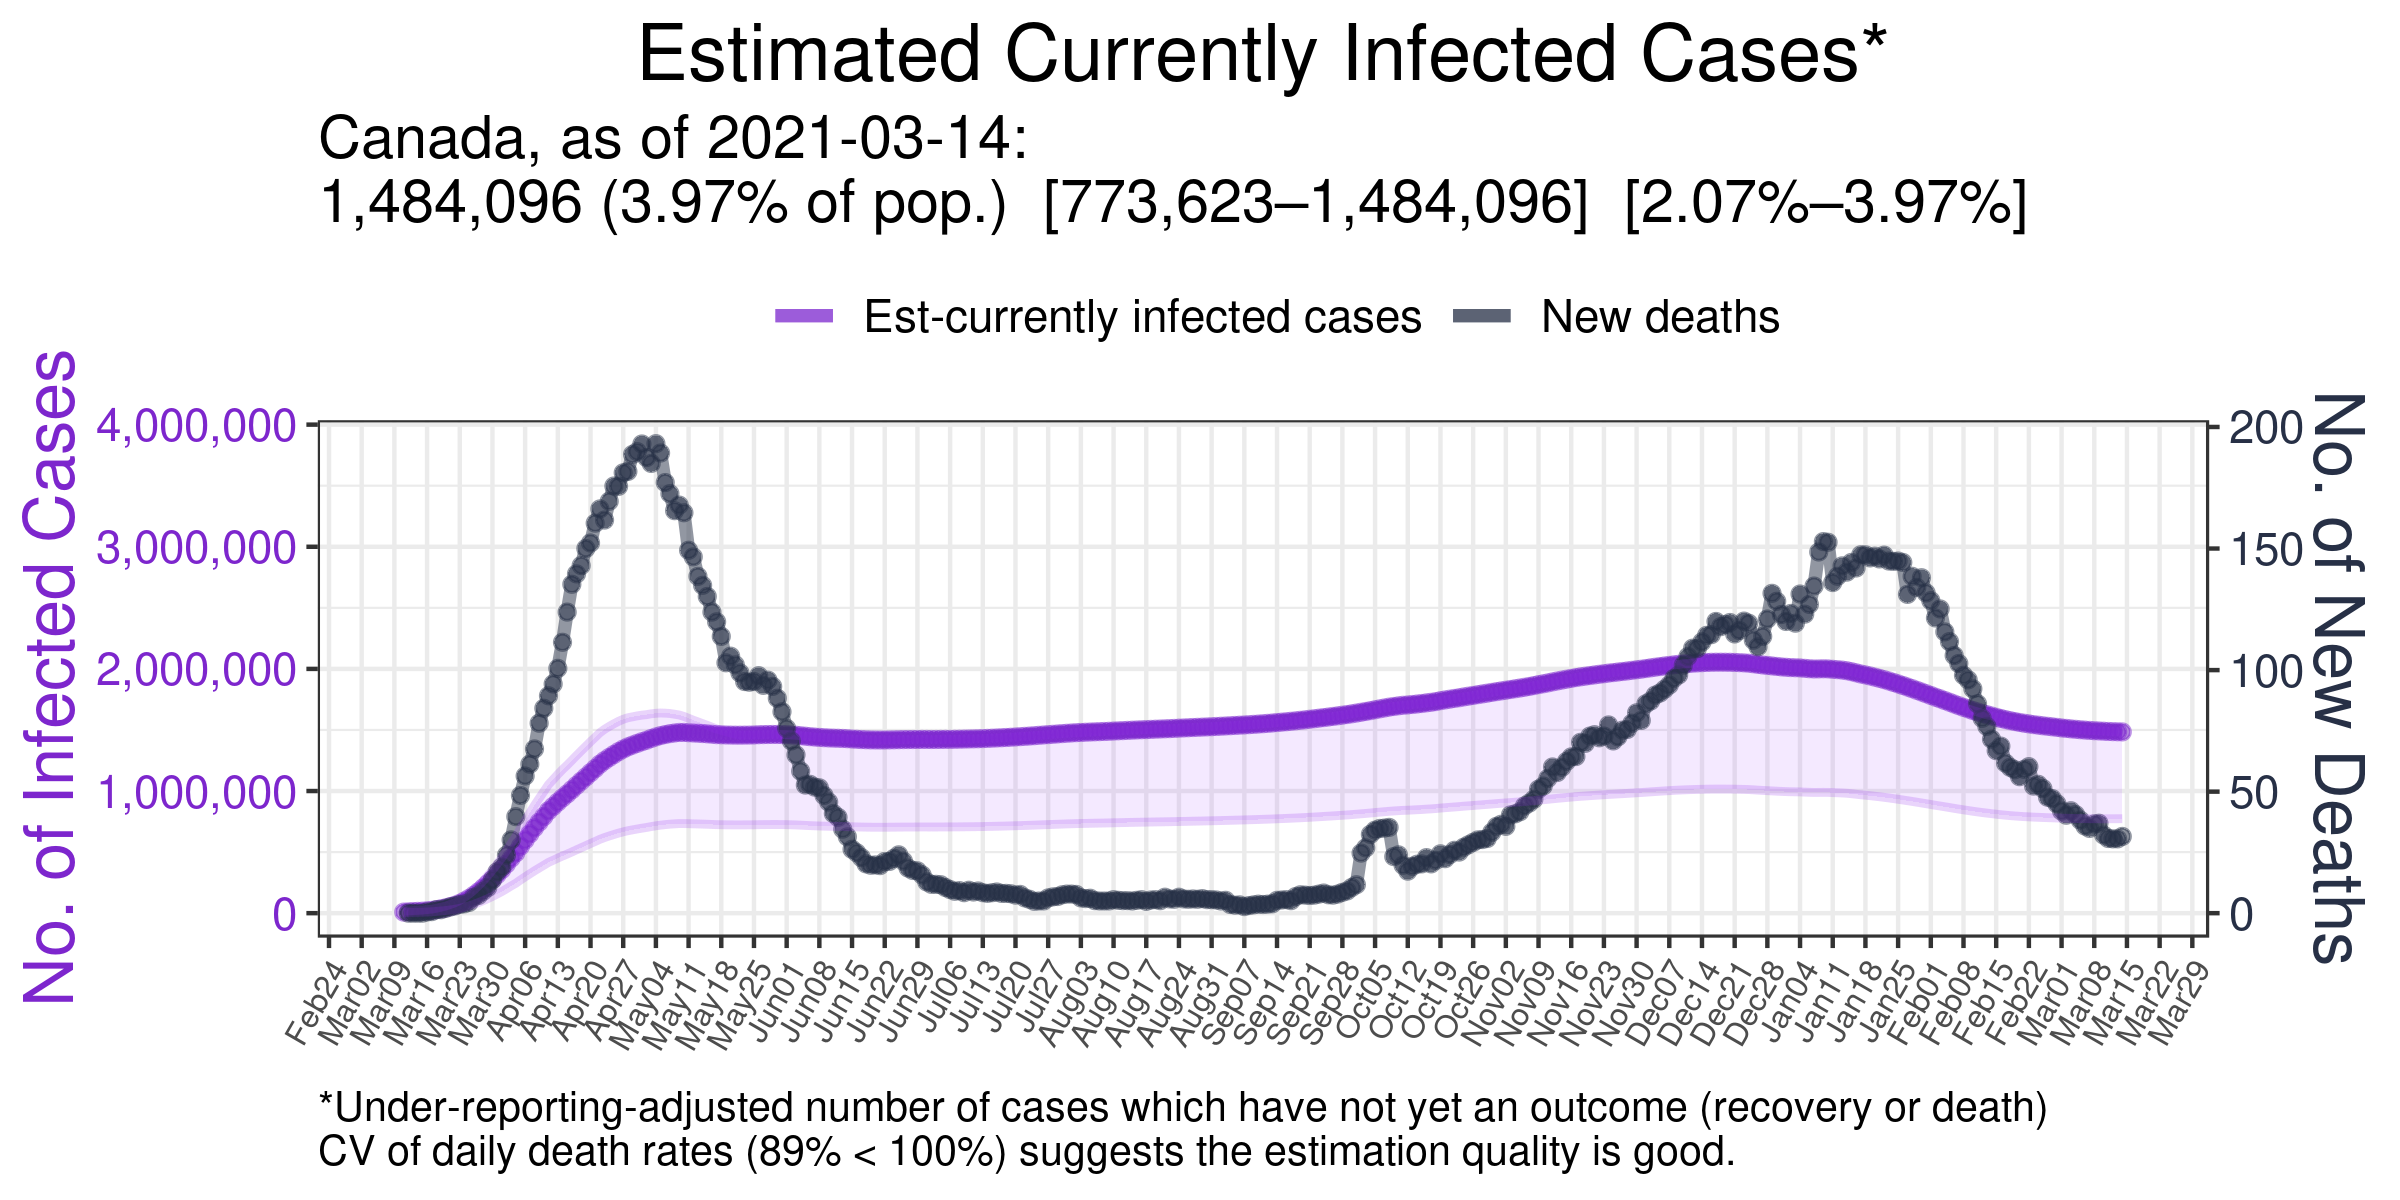 Estimated Currently Infected Cases*
Canada, as of 2021-03-14:
1,484,096 (3.97% of pop.) [773,623–1,484,096] [2.07%–3.97%]
Est-currently infected cases
New deaths
No. of Infected Cases
4,000,000
3,000,000
2,000,000
1,000,000
0
No. of New Deaths
200
150
100
50
0
Feb24
Mar02
Mar09
Mar16
Mar23
Mar30
Apr06
Apr13
Apr20
Apr27
May04
May11
May18
May25
Jun01
Jun08
Jun15
Jun22
Jun29
Jul06
Jul13
Jul20
Jul27
Aug03
Aug10
Aug17
Aug24
Aug31
Sep07
Sep14
Sep21
Sep28
Oct05
Oct12
Oct19
Oct26
Nov02
Nov09
Nov16
Nov23
Nov30
Dec07
Dec14
Dec21
Dec28
Jan04
Jan11
Jan18
Jan25
Feb01
Feb08
Feb15
Feb22
Mar01
Mar08
Mar15
Mar22
Mar29
*Under-reporting-adjusted number of cases which have not yet an outcome (recovery or death)
CV of daily death rates (89% < 100%) suggests the estimation quality is good.